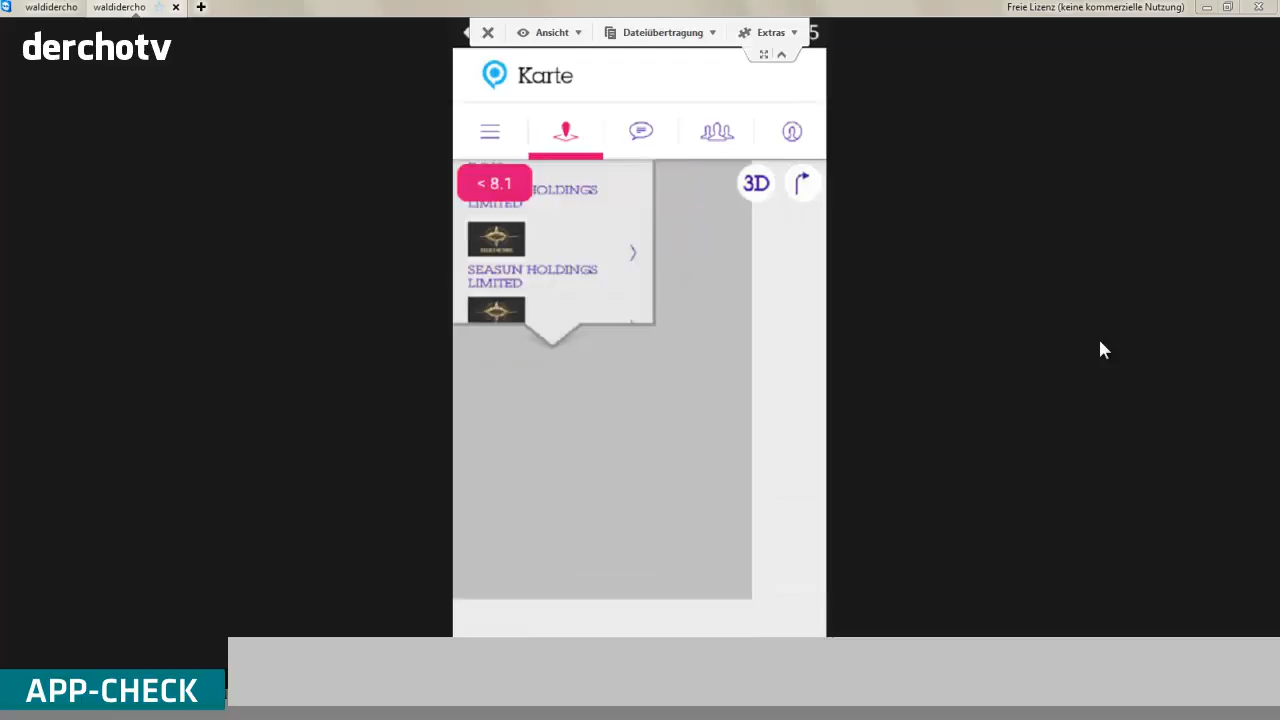 waldidercho
waldidercho
Freie Lizenz (keine kommerzielle Nutzung)
derchotv
Ansicht
Dateiübertragung
Extras
5
Karte
< 8.1
HOLDINGS
LIMITED
3D
SEASUN HOLDINGS
LIMITED
APP-CHECK